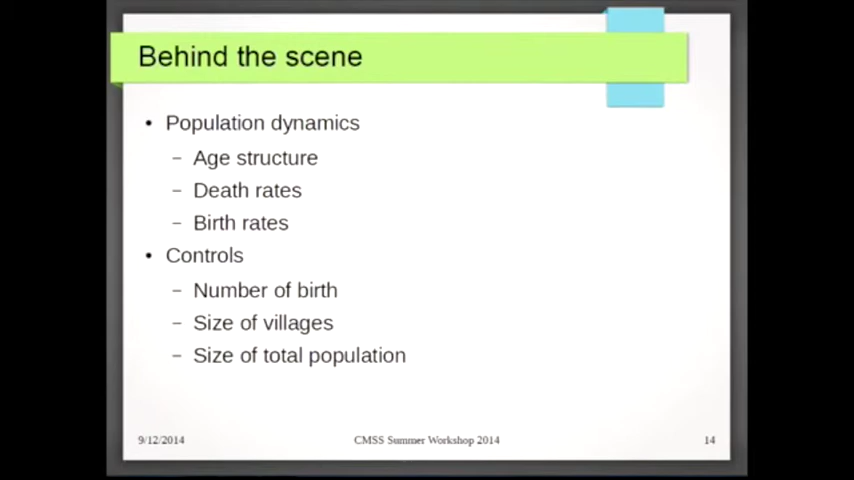 Behind the scene
• Population dynamics
– Age structure
– Death rates
– Birth rates
• Controls
– Number of birth
– Size of villages
– Size of total population
9/12/2014 CMSS Summer Workshop 2014 14